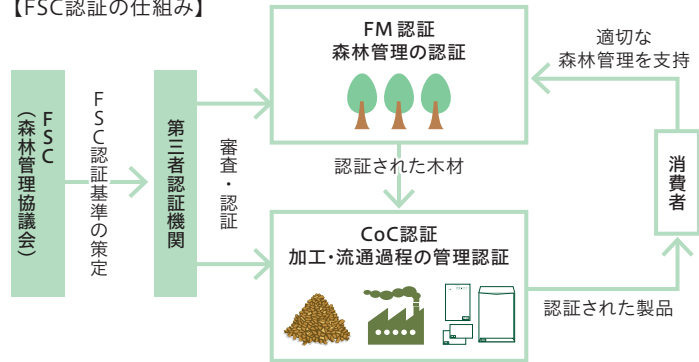 【FSC認証の仕組み】
FSC
(森林管理協議会)
FSC認証基準の策定
第三者認証機関
審査・認証
FM 認証
森林管理の認証
認証された木材
CoC認証
加工・流通過程の管理認証
認証された製品
消費者
適切な
森林管理を支持